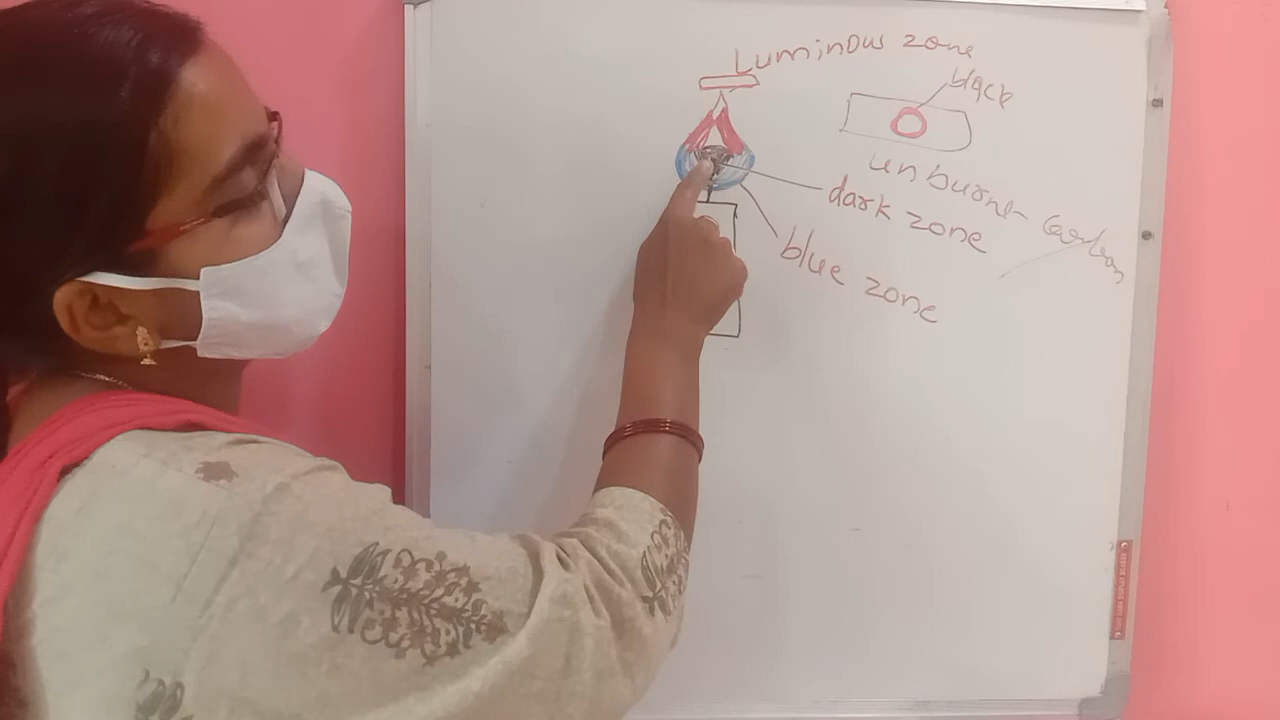 Luminous zone
black
unburnt carbon
dark zone
blue zone